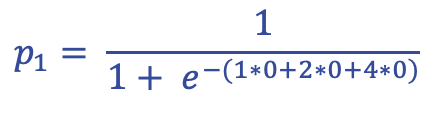 p₁ = 1 / (1 + e^−(1*0+2*0+4*0))